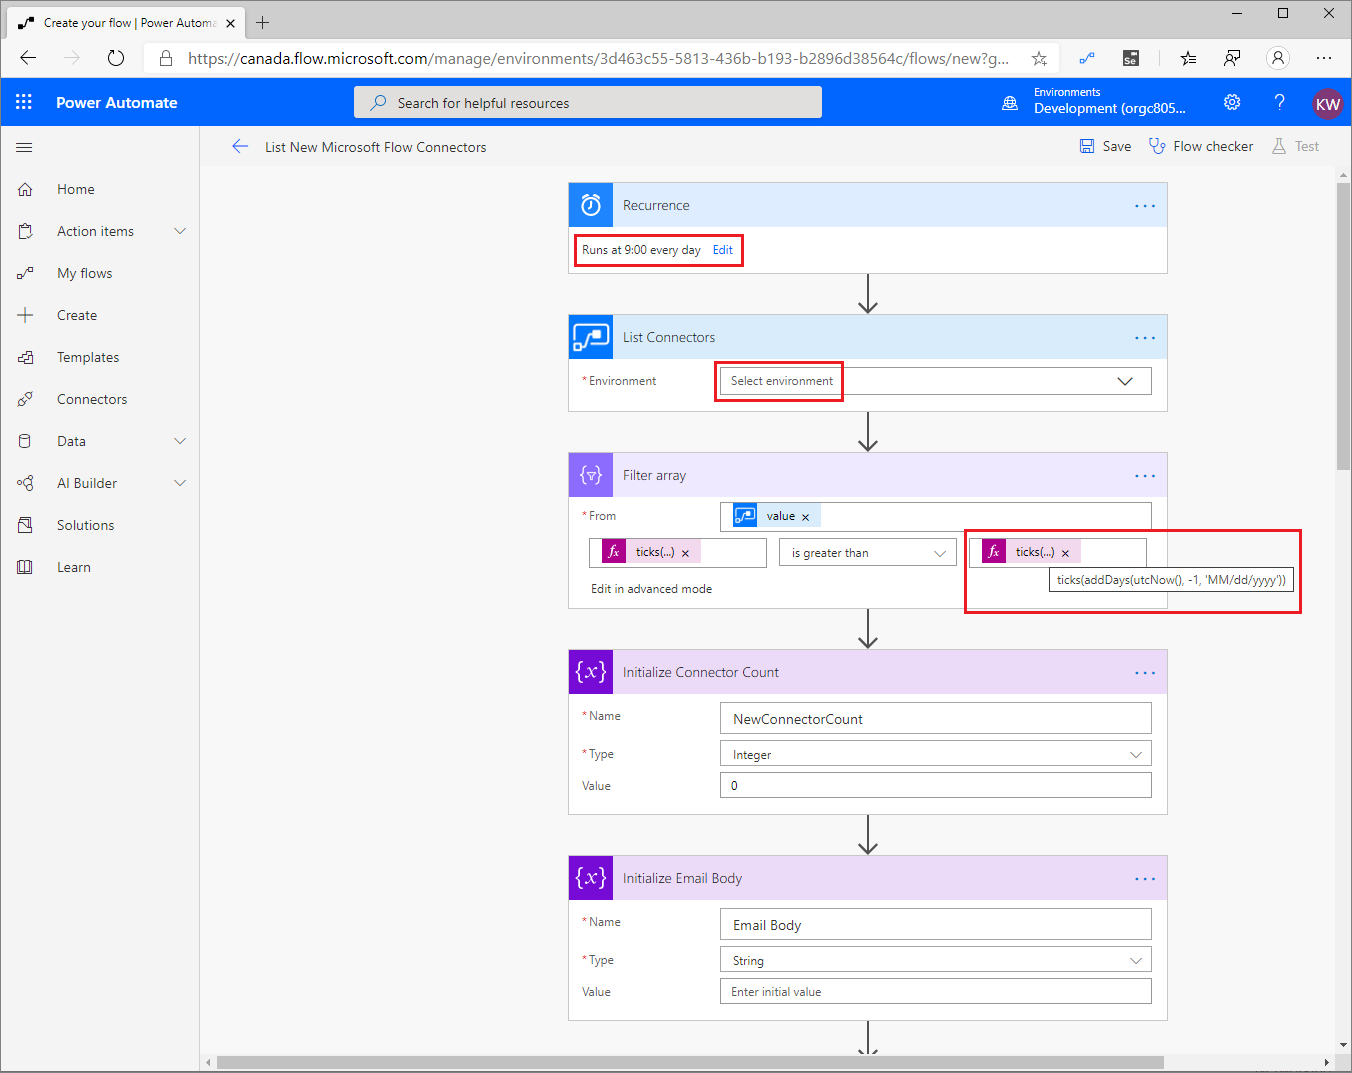 Create your flow | Power Automa
https://canada.flow.microsoft.com/manage/environments/3d463c55-5813-436b-b193-b2896d38564c/flows/new?g...
Se
Power Automate
Search for helpful resources
Environments
Development (orgc805...
?
KW
List New Microsoft Flow Connectors
Save
Flow checker
Test
Home
Action items
My flows
Create
Templates
Connectors
Data
AI Builder
Solutions
Learn
Recurrence
Runs at 9:00 every day Edit
List Connectors
* Environment
Select environment
Filter array
* From
value x
fx ticks(...) x
is greater than
fx ticks(...) x
ticks(addDays(utcNow(), -1, 'MM/dd/yyyy'))
Edit in advanced mode
{x} Initialize Connector Count
* Name
NewConnectorCount
* Type
Integer
Value
0
{x} Initialize Email Body
* Name
Email Body
* Type
String
Value
Enter initial value